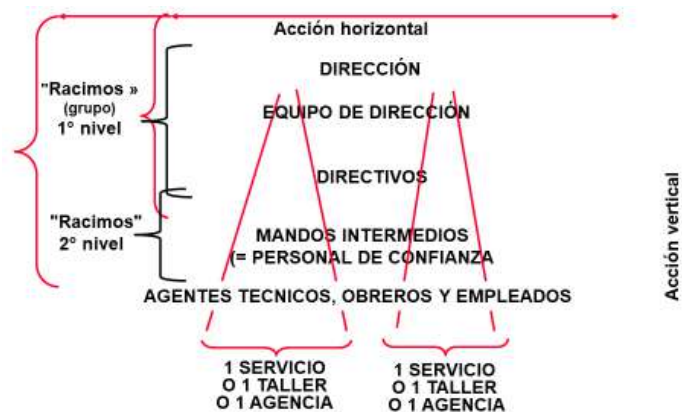 Acción horizontal
DIRECCIÓN
"Racimos »
(grupo)
1° nivel
EQUIPO DE DIRECCIÓN
DIRECTIVOS
"Racimos"
2° nivel
MANDOS INTERMEDIOS
(= PERSONAL DE CONFIANZA
AGENTES TECNICOS, OBREROS Y EMPLEADOS
Acción vertical
1 SERVICIO
O 1 TALLER
O 1 AGENCIA
1 SERVICIO
O 1 TALLER
O 1 AGENCIA